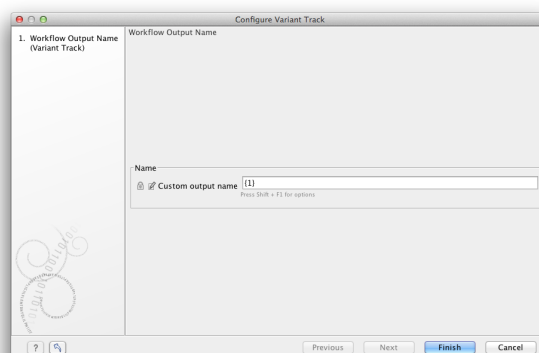 Configure Variant Track
1. Workflow Output Name
(Variant Track)
Workflow Output Name
Name
Custom output name {1}
Press Shift + F1 for options
?
Previous Next Finish Cancel